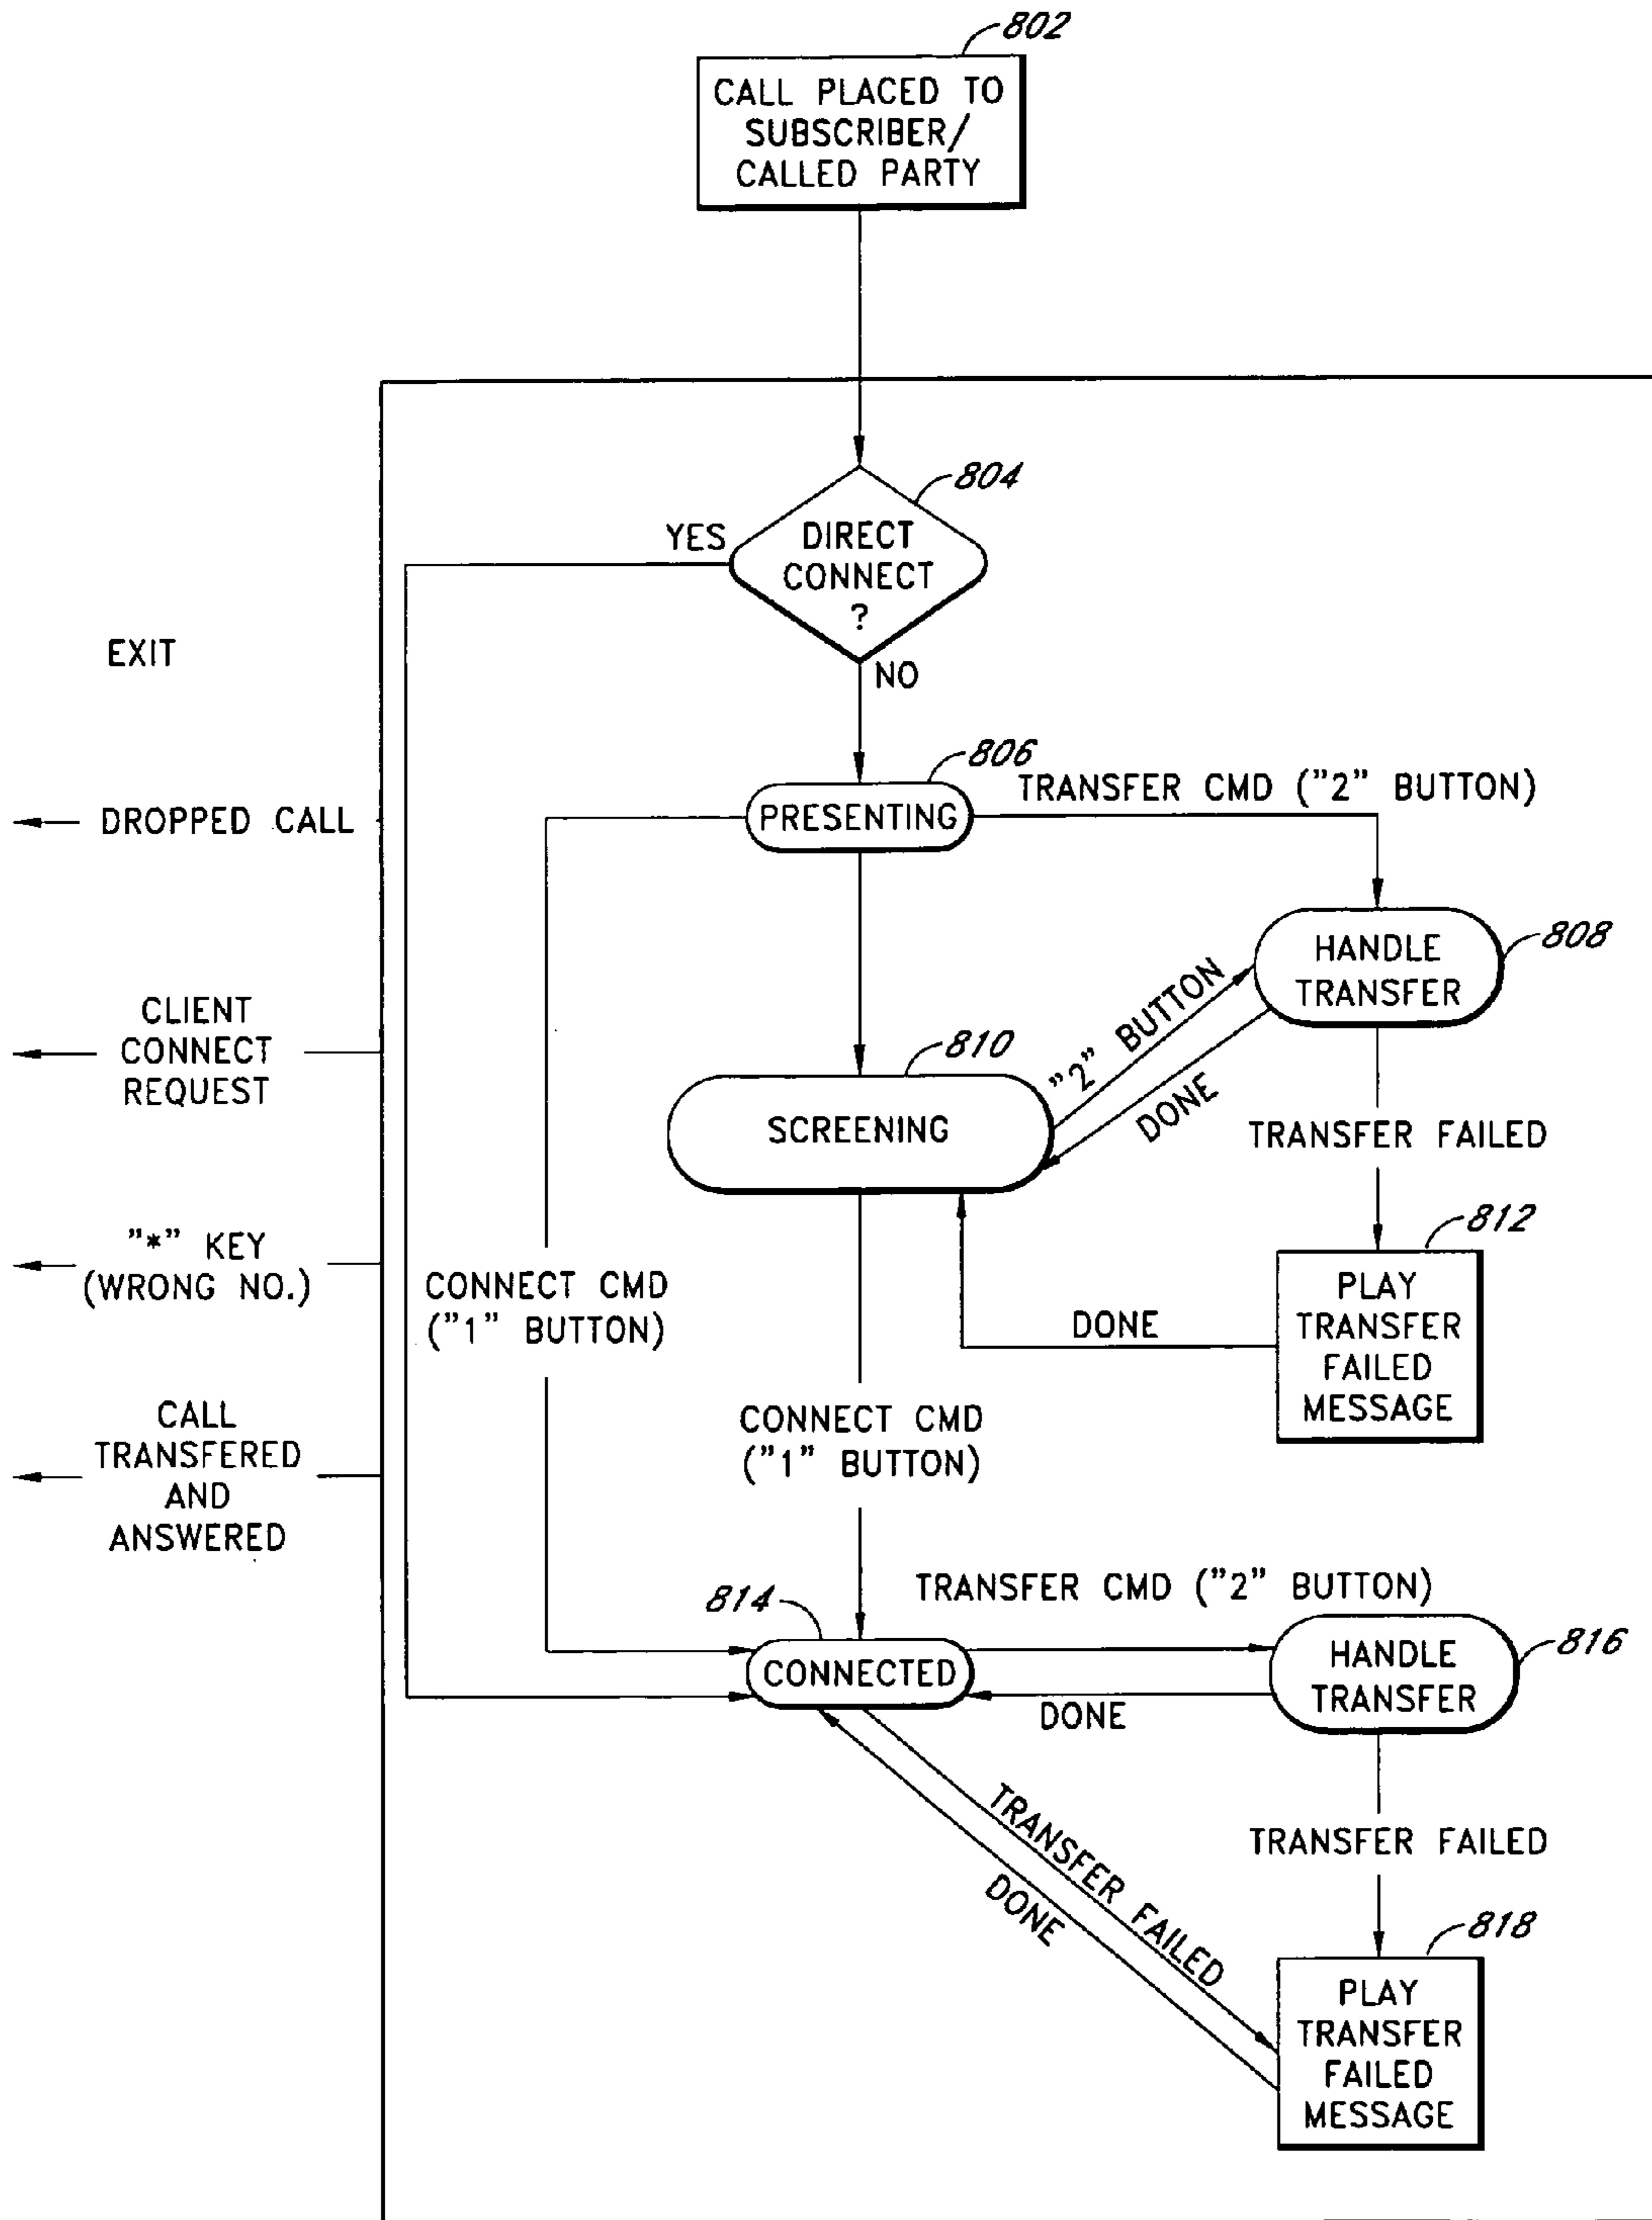 802
CALL PLACED TO
SUBSCRIBER/
CALLED PARTY
804
YES
DIRECT
CONNECT
?
NO
EXIT
806
PRESENTING
TRANSFER CMD ("2" BUTTON)
DROPPED CALL
HANDLE
TRANSFER
808
CLIENT
CONNECT
REQUEST
810
SCREENING
"2" BUTTON
DONE
TRANSFER FAILED
"*" KEY
(WRONG NO.)
CONNECT CMD
("1" BUTTON)
812
PLAY
TRANSFER
FAILED
MESSAGE
DONE
CALL
TRANSFERED
AND
ANSWERED
CONNECT CMD
("1" BUTTON)
814
CONNECTED
TRANSFER CMD ("2" BUTTON)
HANDLE
TRANSFER
816
DONE
TRANSFER FAILED
DONE
TRANSFER FAILED
818
PLAY
TRANSFER
FAILED
MESSAGE